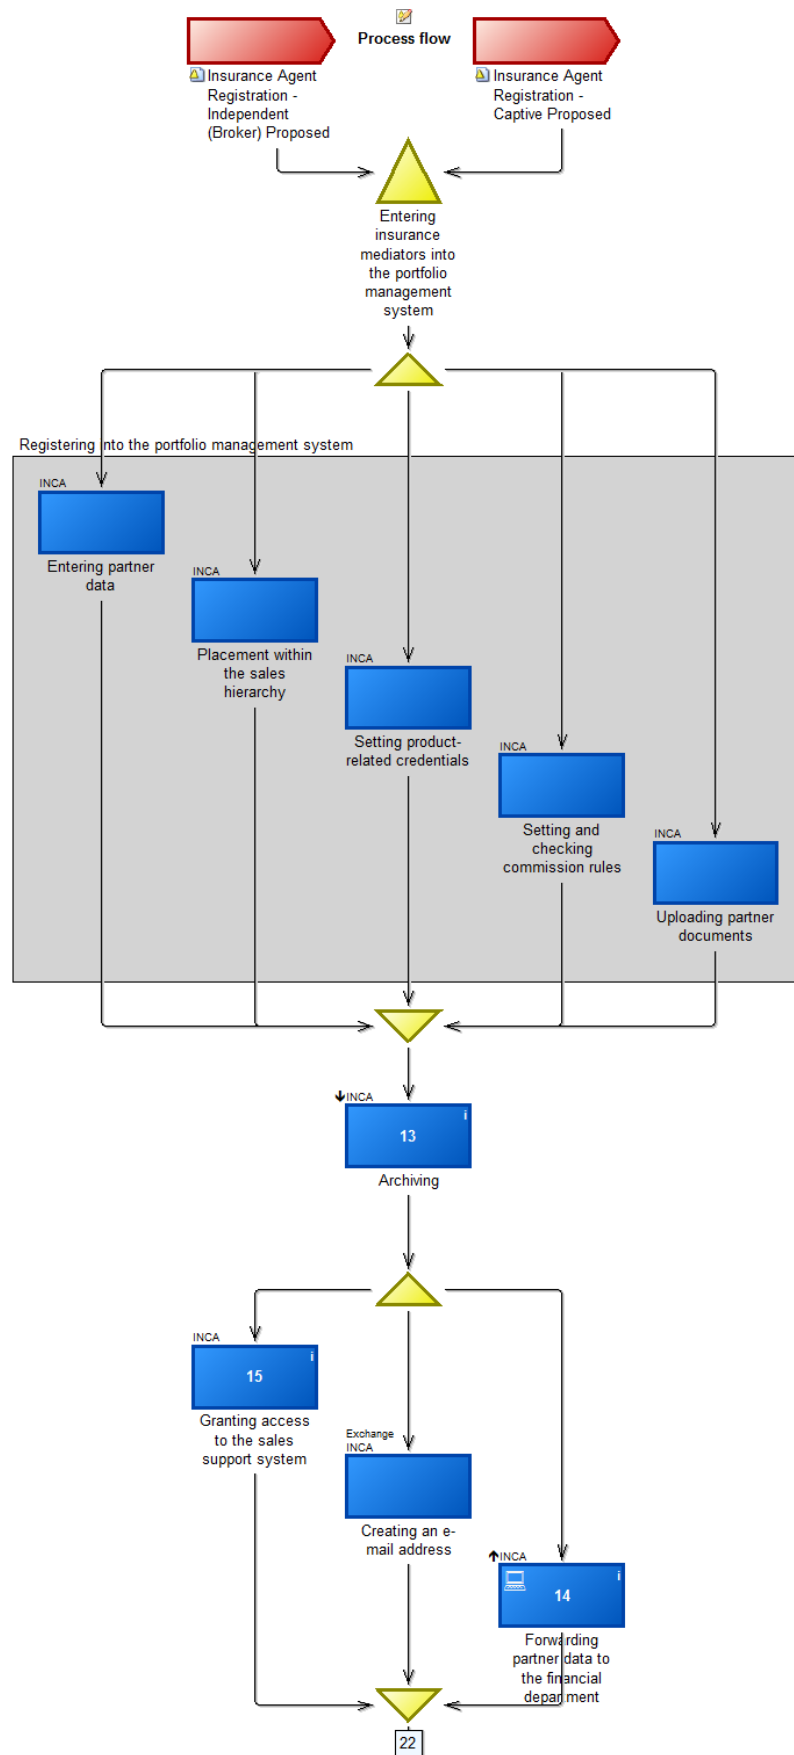 Process flow
Insurance Agent
Registration -
Independent
(Broker) Proposed
Insurance Agent
Registration -
Captive Proposed
Entering
insurance
mediators into
the portfolio
management
system
Registering into the portfolio management system
INCA
Entering partner
data
INCA
Placement within
the sales
hierarchy
INCA
Setting product-
related credentials
INCA
Setting and
checking
commission rules
INCA
Uploading partner
documents
INCA
i
13
Archiving
INCA
i
15
Granting access
to the sales
support system
Exchange
INCA
Creating an e-
mail address
INCA
i
14
Forwarding
partner data to
the financial
department
22